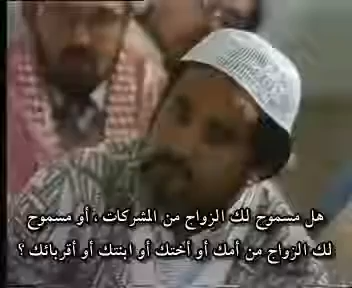 هل مسموح لك الزواج من المشركات ، أو مسموح
لك الزواج من أمك أو أختك أو ابنتك أو أقربائك ؟